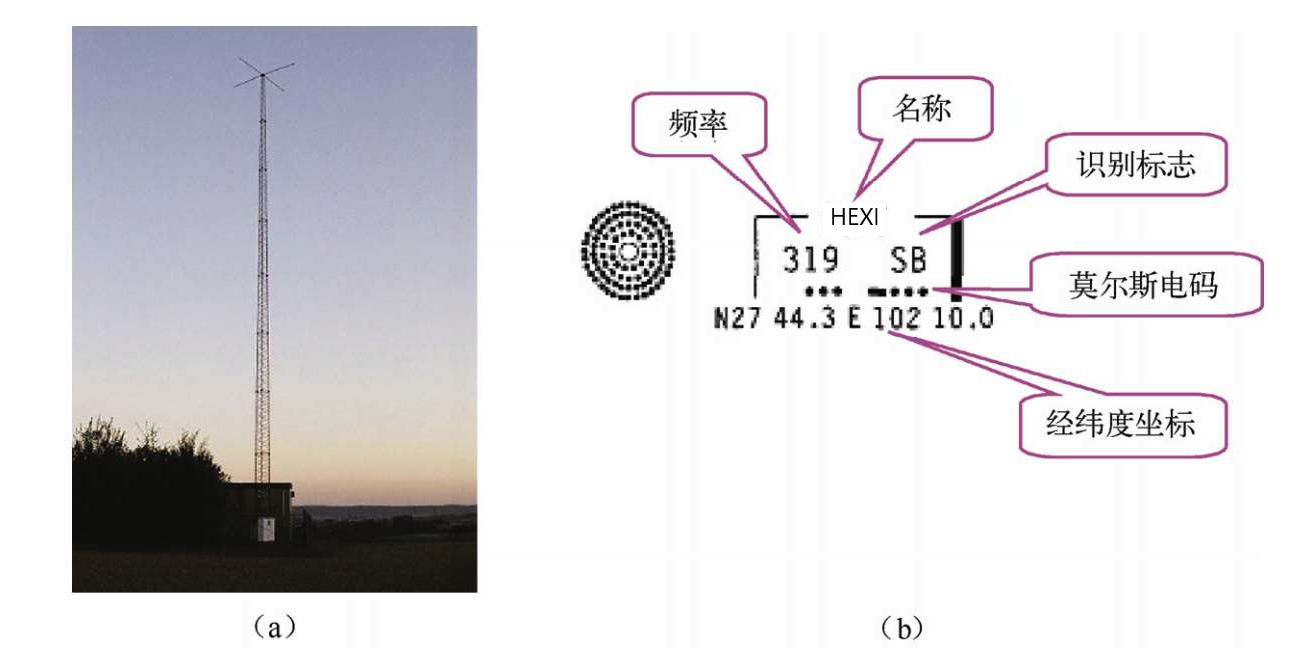 频率
名称
识别标志
HEXI
319 SB
莫尔斯电码
N27 44.3 E 102 10.0
经纬度坐标
(a)
(b)